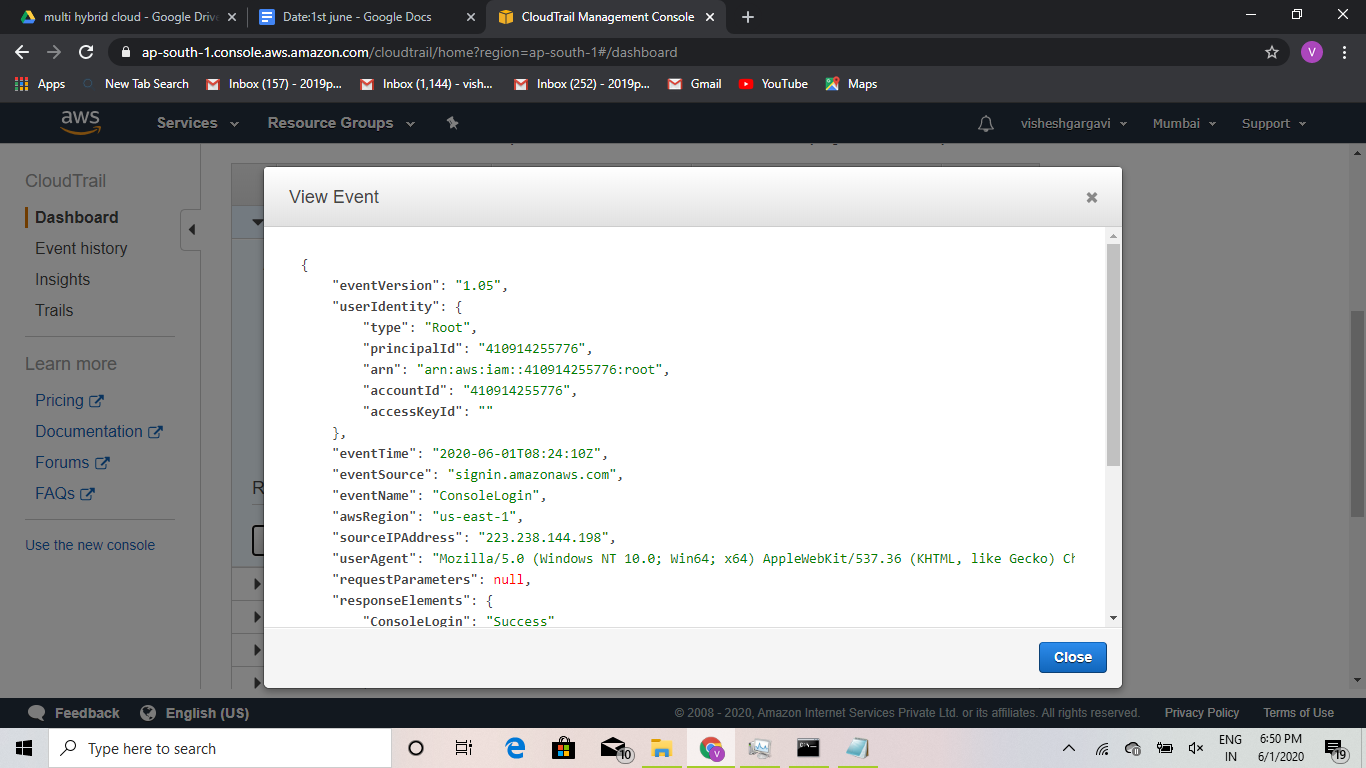 multi hybrid cloud - Google Drive
Date:1st june - Google Docs
CloudTrail Management Console
ap-south-1.console.aws.amazon.com/cloudtrail/home?region=ap-south-1#/dashboard
V
Apps
New Tab Search
Inbox (157) - 2019p...
Inbox (1,144) - vish...
Inbox (252) - 2019p...
Gmail
YouTube
Maps
aws
Services
Resource Groups
visheshgargavi
Mumbai
Support
CloudTrail
Dashboard
Event history
Insights
Trails
Learn more
Pricing
Documentation
Forums
FAQs
Use the new console
View Event
{
"eventVersion": "1.05",
"userIdentity": {
"type": "Root",
"principalId": "410914255776",
"arn": "arn:aws:iam::410914255776:root",
"accountId": "410914255776",
"accessKeyId": ""
},
"eventTime": "2020-06-01T08:24:10Z",
"eventSource": "signin.amazonaws.com",
"eventName": "ConsoleLogin",
"awsRegion": "us-east-1",
"sourceIPAddress": "223.238.144.198",
"userAgent": "Mozilla/5.0 (Windows NT 10.0; Win64; x64) AppleWebKit/537.36 (KHTML, like Gecko) Ch
"requestParameters": null,
"responseElements": {
"ConsoleLogin": "Success"
Close
Feedback
English (US)
© 2008 - 2020, Amazon Internet Services Private Ltd. or its affiliates. All rights reserved.
Privacy Policy
Terms of Use
Type here to search
10
V
ENG
IN
6:50 PM
6/1/2020
19